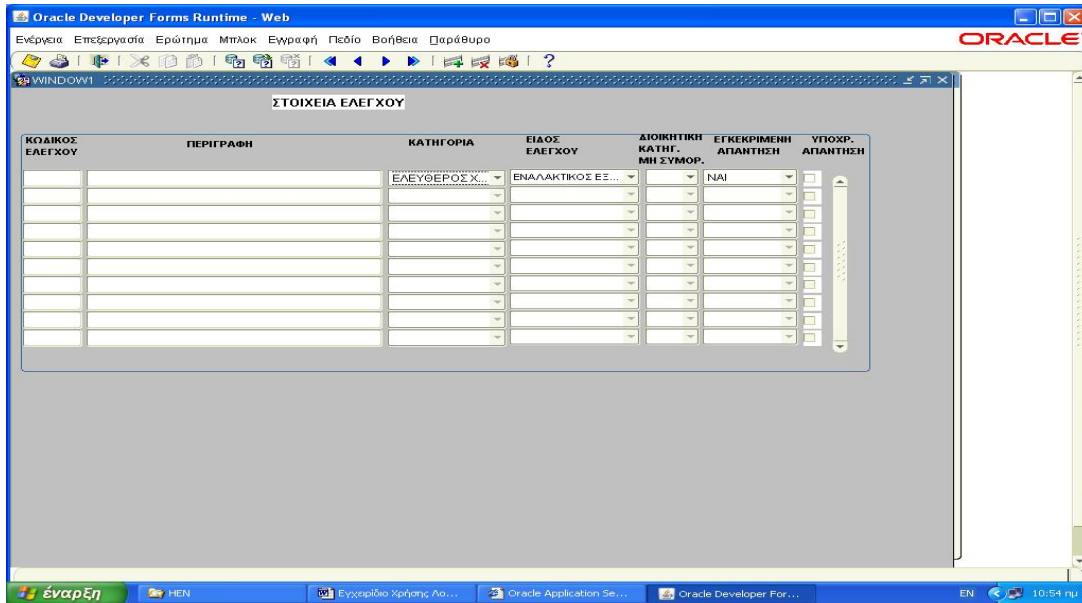 Oracle Developer Forms Runtime - Web
Ενέργεια Επεξεργασία Ερώτημα Μπλοκ Εγγραφή Πεδίο Βοήθεια Παράθυρο
ORACLE
WINDOW1
ΣΤΟΙΧΕΙΑ ΕΛΕΓΧΟΥ
ΚΩΔΙΚΟΣ ΕΛΕΓΧΟΥ
ΠΕΡΙΓΡΑΦΗ
ΚΑΤΗΓΟΡΙΑ
ΕΙΔΟΣ ΕΛΕΓΧΟΥ
ΔΙΟΙΚΗΤΙΚΗ ΚΑΤΗΓ. ΜΗ ΣΥΜΟΡ.
ΕΓΚΕΚΡΙΜΕΝΗ ΑΠΑΝΤΗΣΗ
ΥΠΟΧΡ. ΑΠΑΝΤΗΣΗ
ΕΛΕΥΘΕΡΟΣ Χ... ΕΝΑΛΑΚΤΙΚΟΣ ΕΞ... ΝΑΙ
έναρξη HEN Εγχειρίδιο Χρήσης Λο... Oracle Application Se... Oracle Developer For... EN 10:54 πμ